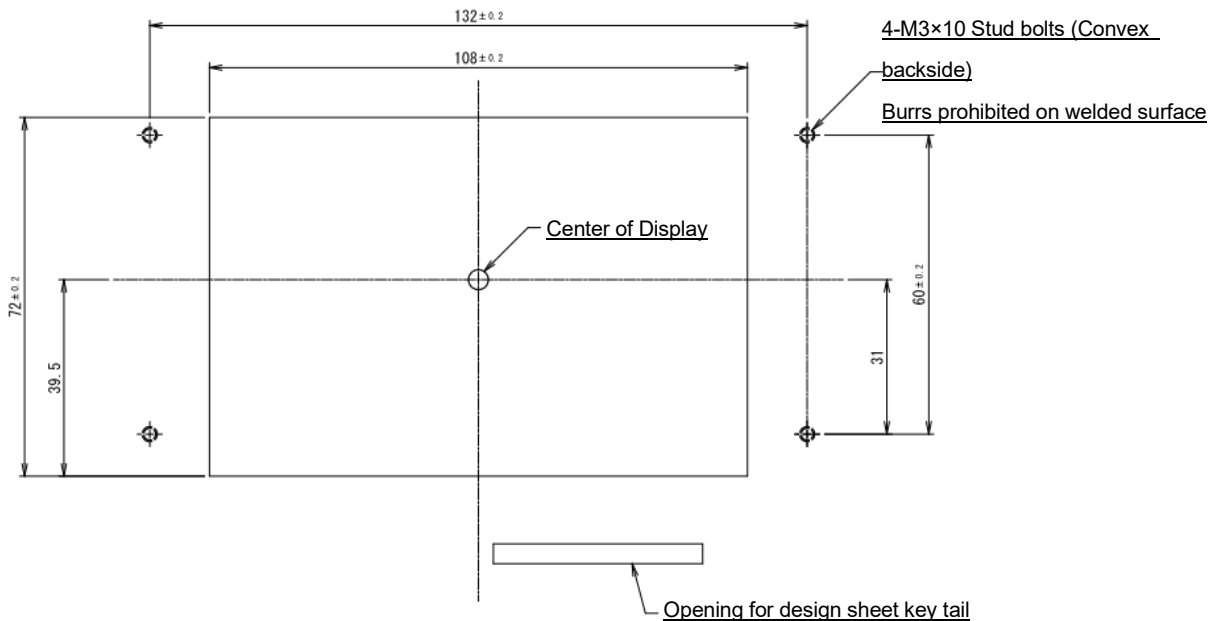 132±0.2
4-M3×10 Stud bolts (Convex
108±0.2
backside)
Burrs prohibited on welded surface
Center of Display
72±0.2
60±0.2
39.5
31
Opening for design sheet key tail